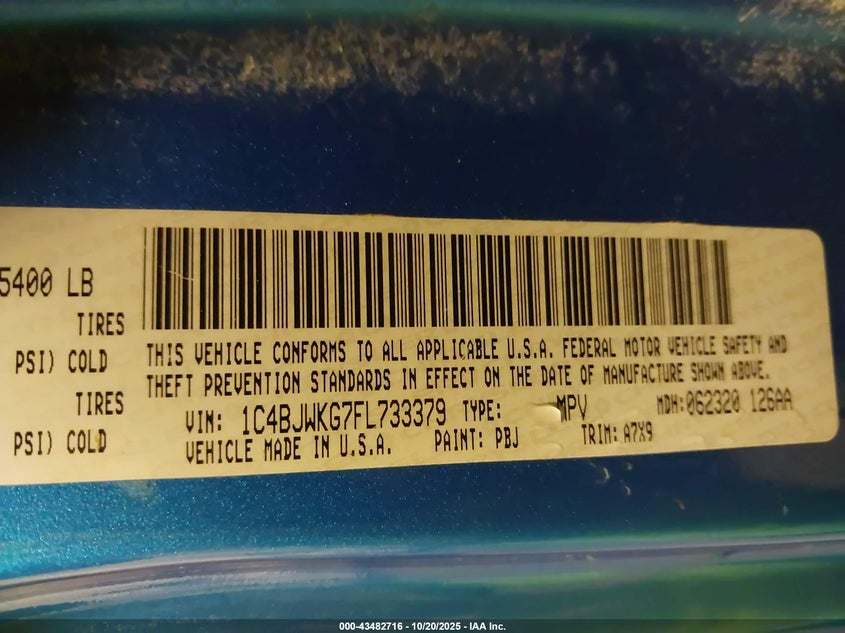 5400 LB
TIRES
PSI) COLD
TIRES
PSI) COLD
THIS VEHICLE CONFORMS TO ALL APPLICABLE U.S.A. FEDERAL MOTOR VEHICLE SAFETY AND
THEFT PREVENTION STANDARDS IN EFFECT ON THE DATE OF MANUFACTURE SHOWN ABOVE.
VIN: 1C4BJWKG7FL733379 TYPE: MPV MDH:062320 126AA
VEHICLE MADE IN U.S.A. PAINT: PBJ TRIM: A7X9
000-43482716 - 10/20/2025 - IAA Inc.